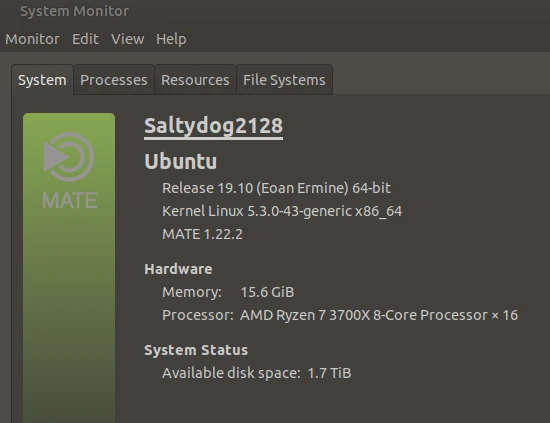 System Monitor
Monitor Edit View Help
System Processes Resources File Systems
MATE
Saltydog2128
Ubuntu
Release 19.10 (Eoan Ermine) 64-bit
Kernel Linux 5.3.0-43-generic x86_64
MATE 1.22.2
Hardware
Memory: 15.6 GiB
Processor: AMD Ryzen 7 3700X 8-Core Processor × 16
System Status
Available disk space: 1.7 TiB